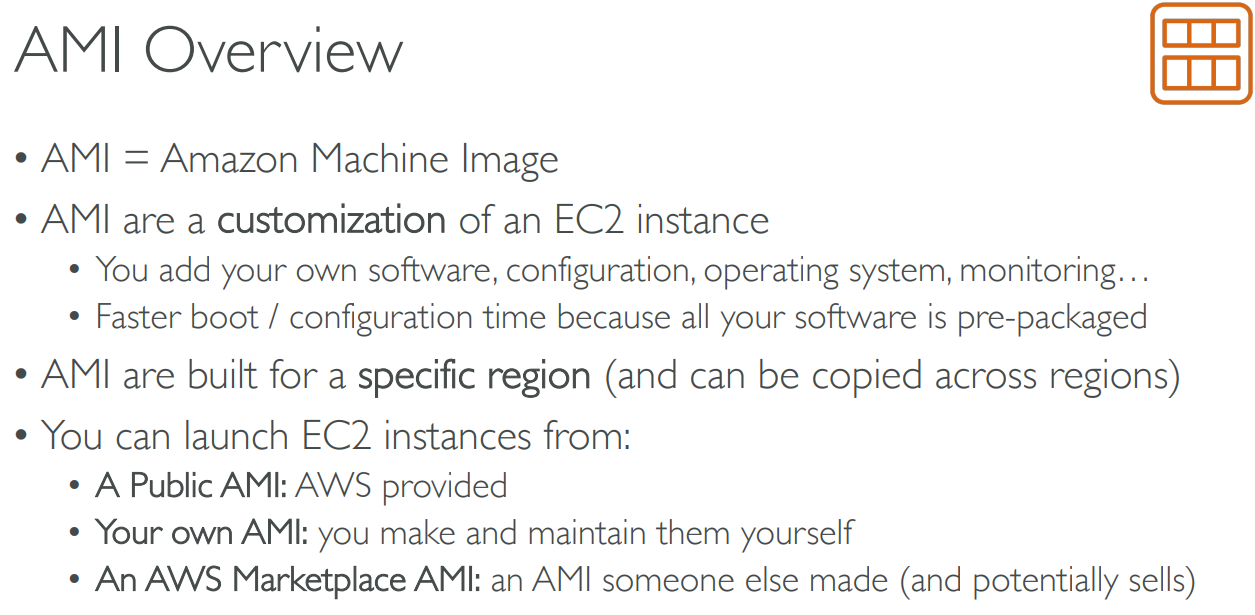 AMI Overview
• AMI = Amazon Machine Image
• AMI are a customization of an EC2 instance
• You add your own software, configuration, operating system, monitoring…
• Faster boot / configuration time because all your software is pre-packaged
• AMI are built for a specific region (and can be copied across regions)
• You can launch EC2 instances from:
• A Public AMI: AWS provided
• Your own AMI: you make and maintain them yourself
• An AWS Marketplace AMI: an AMI someone else made (and potentially sells)